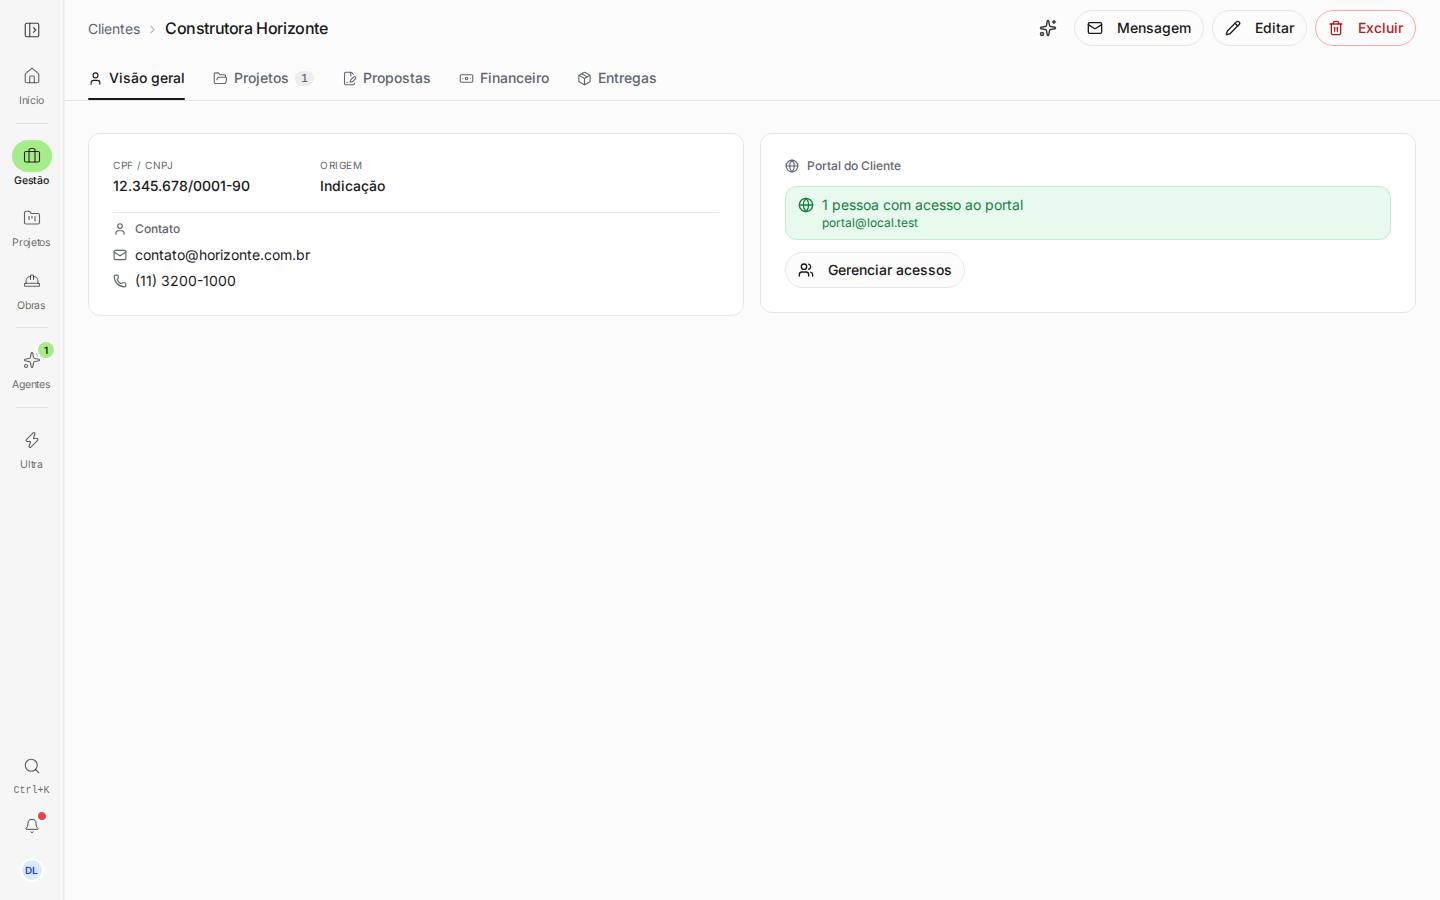 Início
Gestão
Projetos
Obras
1
Agentes
Ultra
Ctrl+K
DL
Clientes > Construtora Horizonte
Mensagem
Editar
Excluir
Visão geral
Projetos 1
Propostas
Financeiro
Entregas
CPF / CNPJ
12.345.678/0001-90
ORIGEM
Indicação
Contato
contato@horizonte.com.br
(11) 3200-1000
Portal do Cliente
1 pessoa com acesso ao portal
portal@local.test
Gerenciar acessos